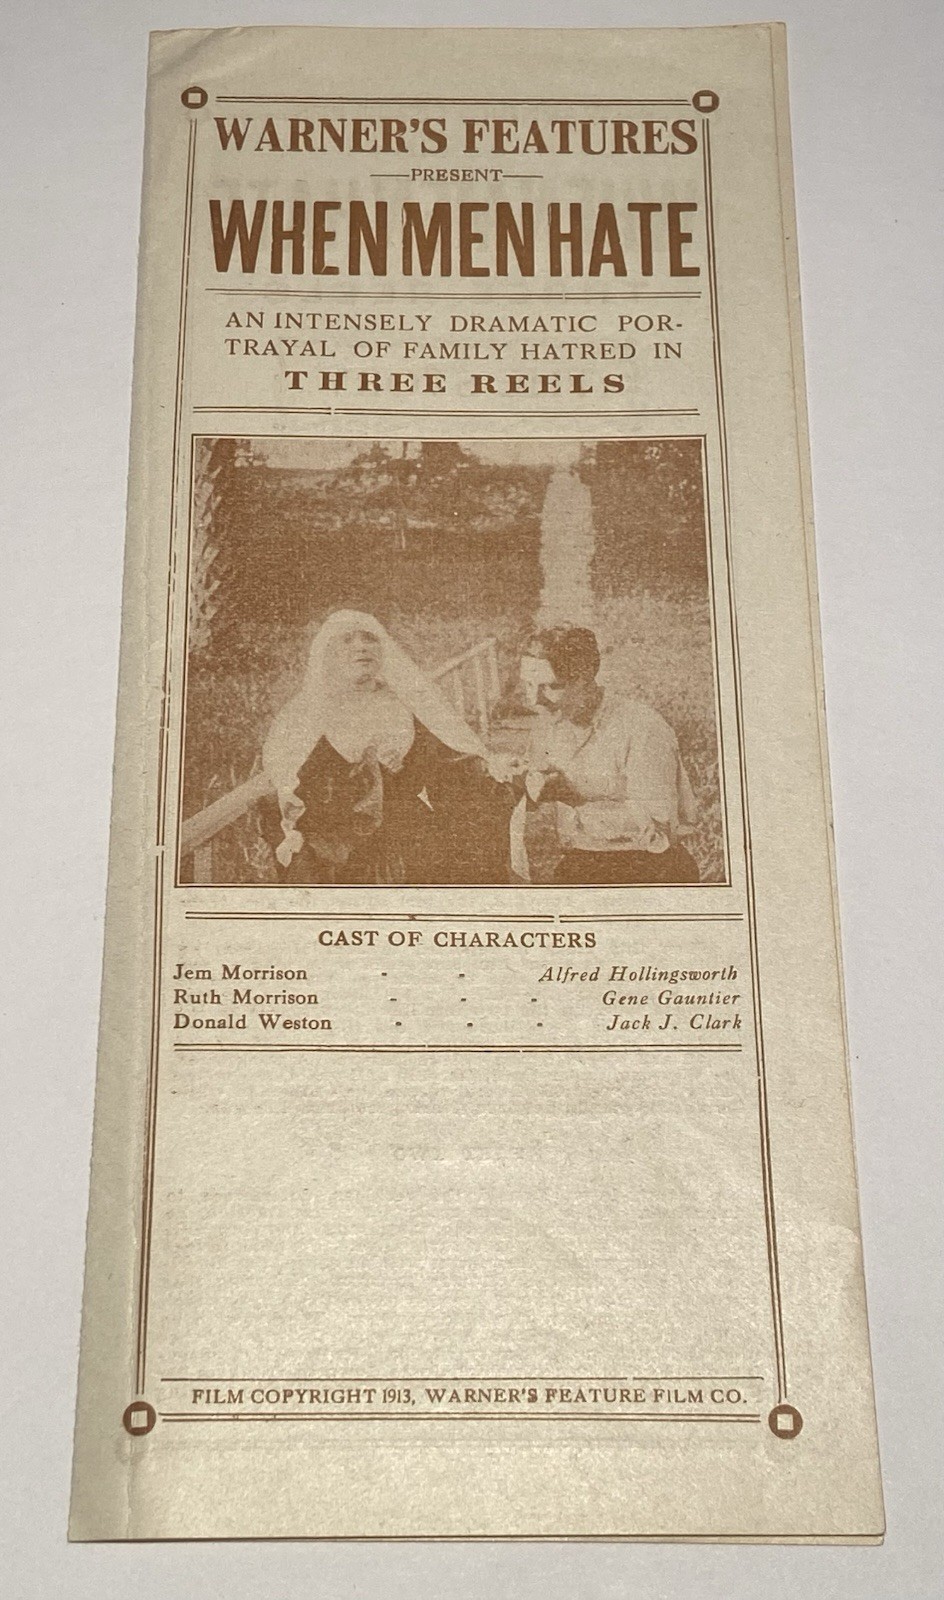 WARNER'S FEATURES
—PRESENT—
WHEN MEN HATE
AN INTENSELY DRAMATIC POR-
TRAYAL OF FAMILY HATRED IN
THREE REELS
CAST OF CHARACTERS
Jem Morrison - - Alfred Hollingsworth
Ruth Morrison - - - Gene Gauntier
Donald Weston - - - Jack J. Clark
FILM COPYRIGHT 1913, WARNER'S FEATURE FILM CO.